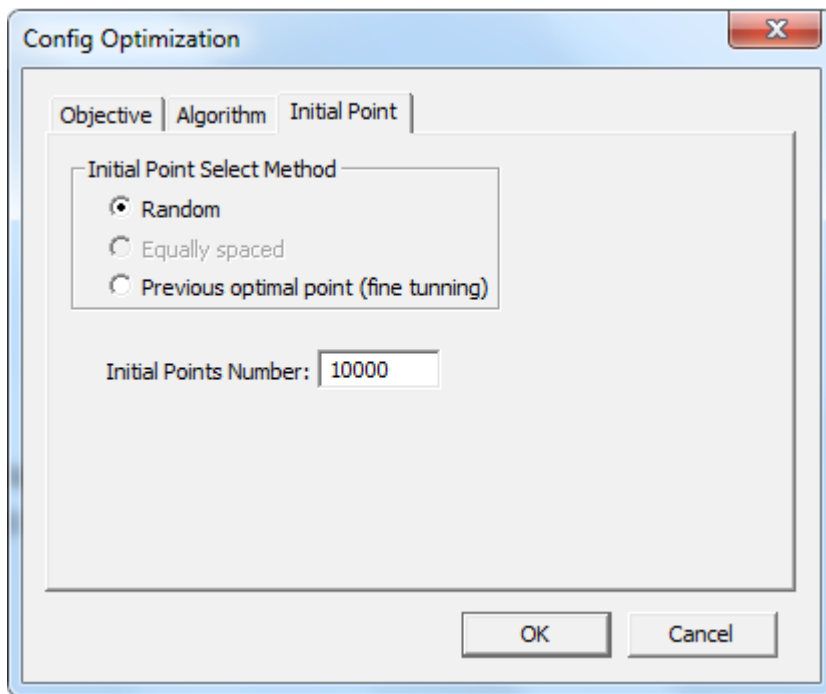 Config Optimization
Objective Algorithm Initial Point
Initial Point Select Method
Random
Equally spaced
Previous optimal point (fine tunning)
Initial Points Number: 10000
OK Cancel